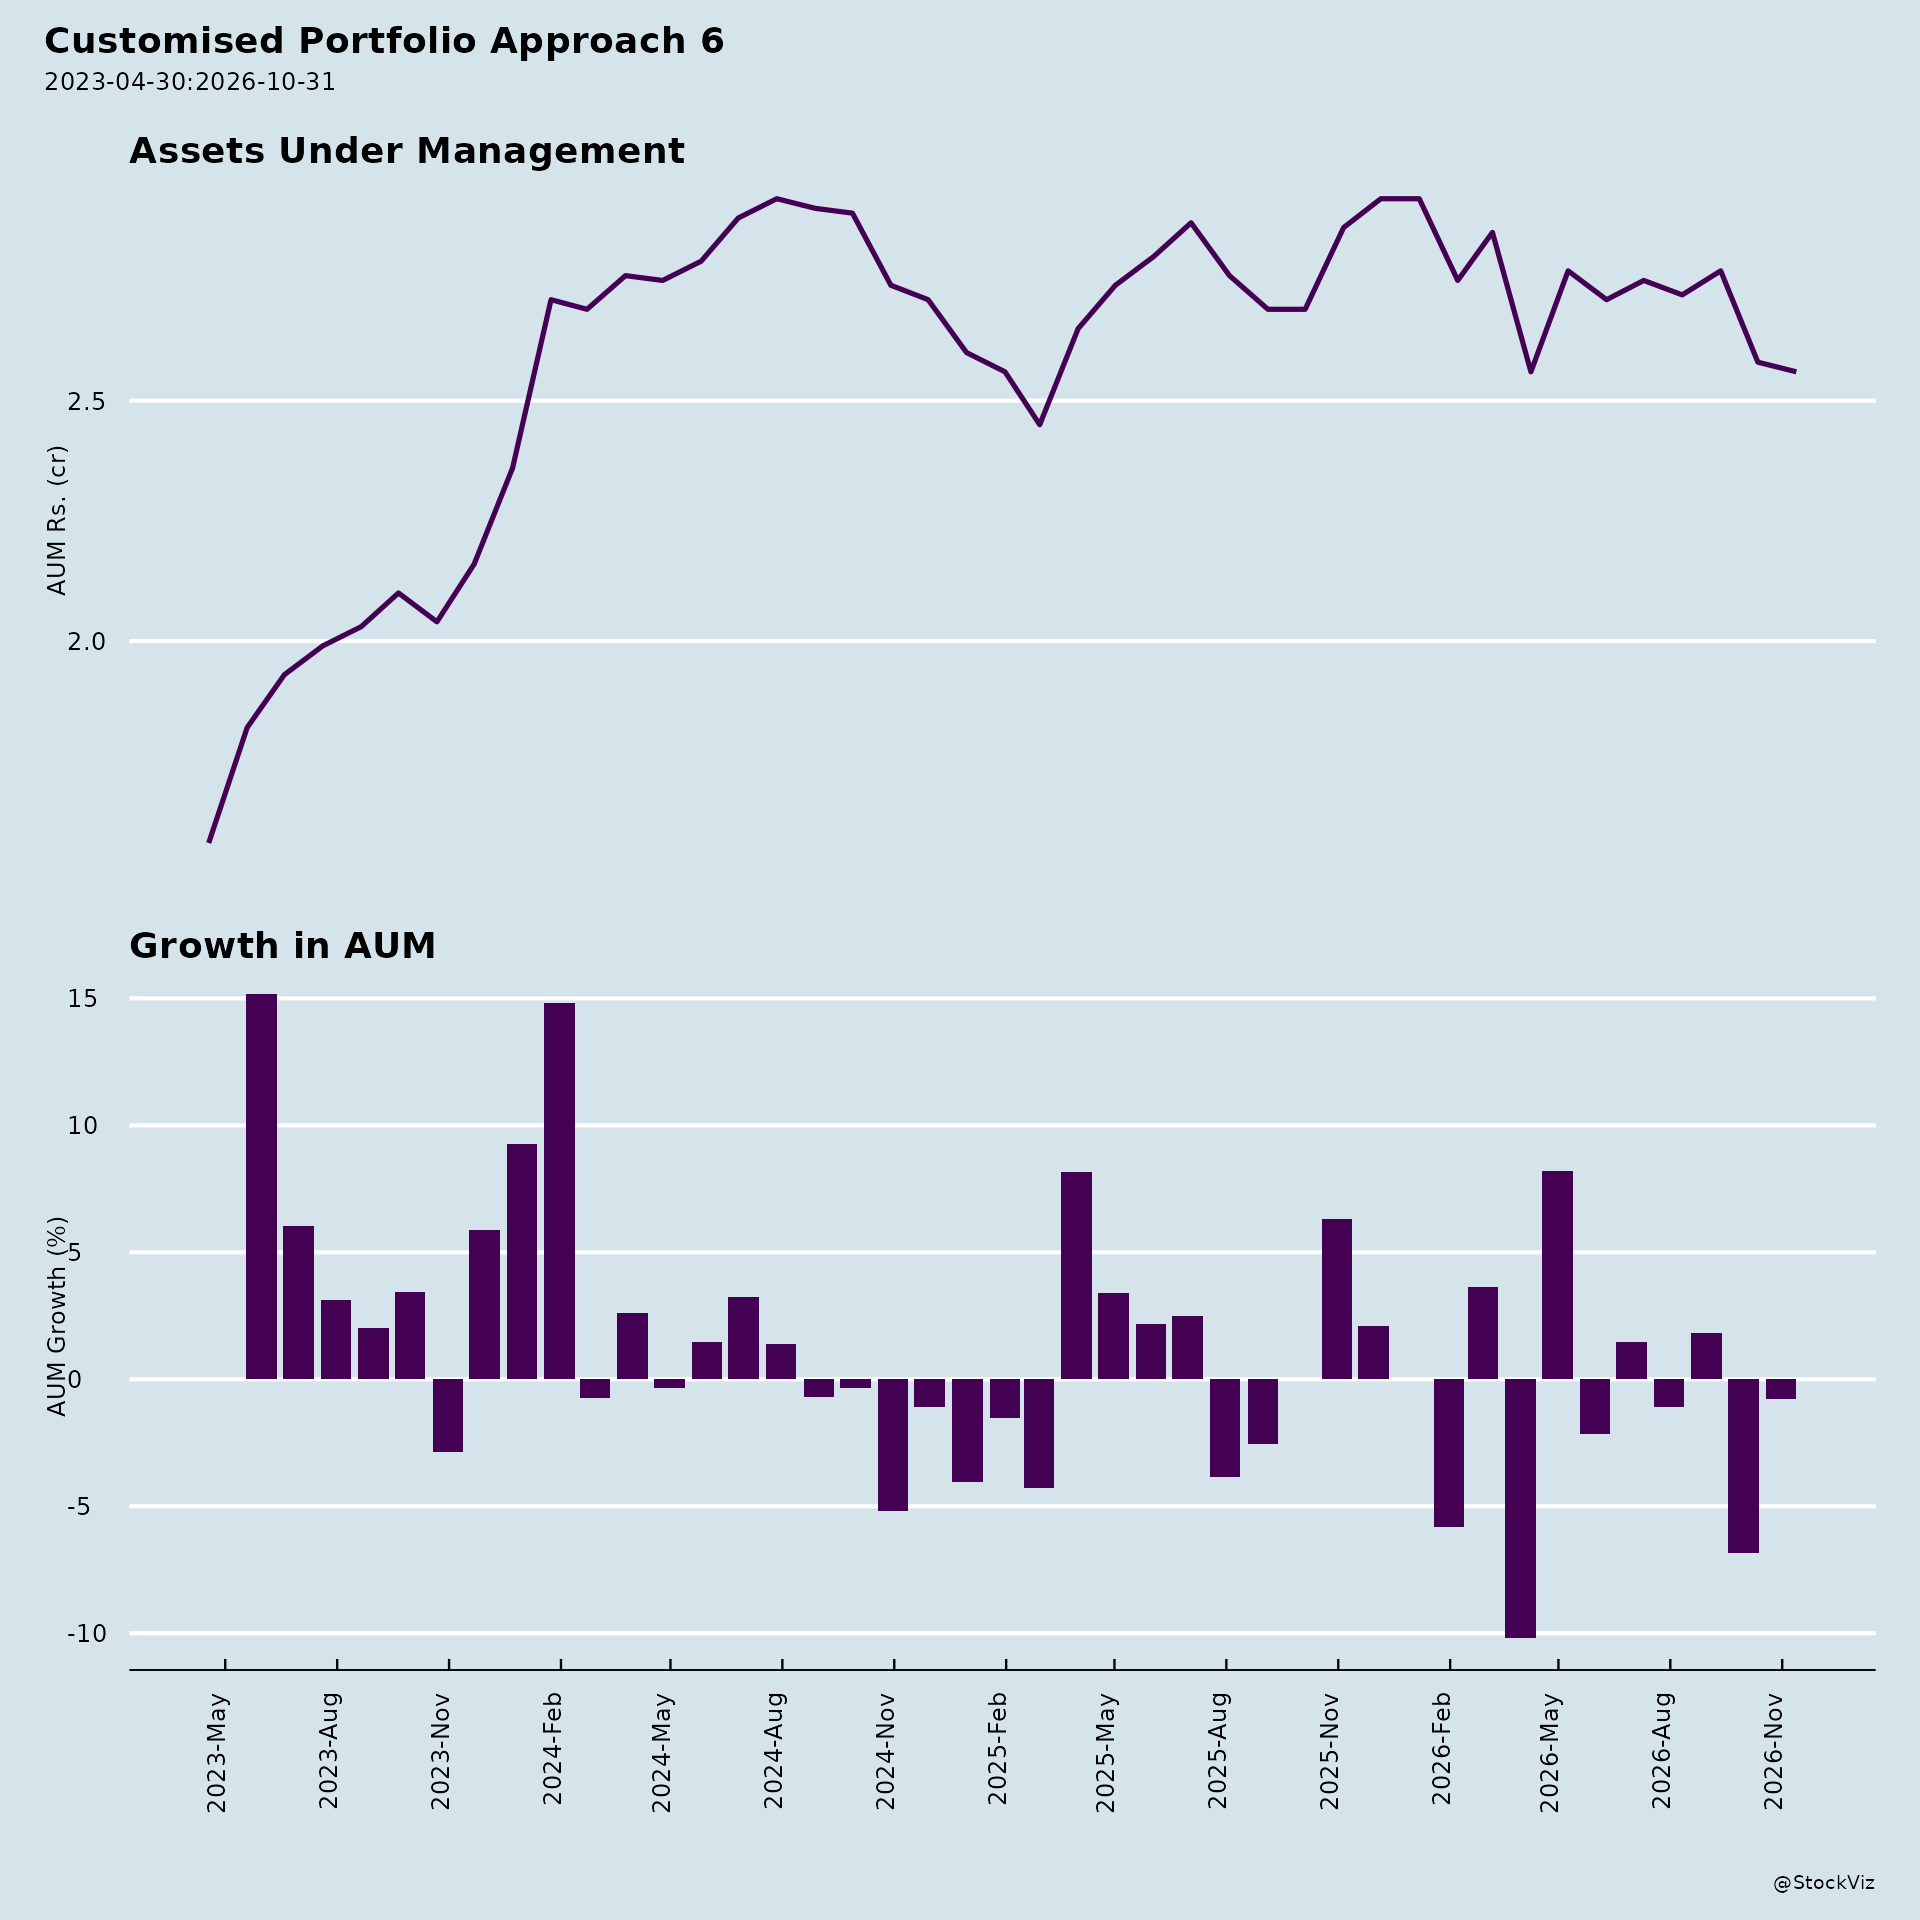 Customised Portfolio Approach 6
2023-04-30:2026-10-31
Assets Under Management
AUM Rs. (cr)
2.5
2.0
Growth in AUM
AUM Growth (%)
15
10
5
0
-5
-10
2023-May
2023-Aug
2023-Nov
2024-Feb
2024-May
2024-Aug
2024-Nov
2025-Feb
2025-May
2025-Aug
2025-Nov
2026-Feb
2026-May
2026-Aug
2026-Nov
@StockViz